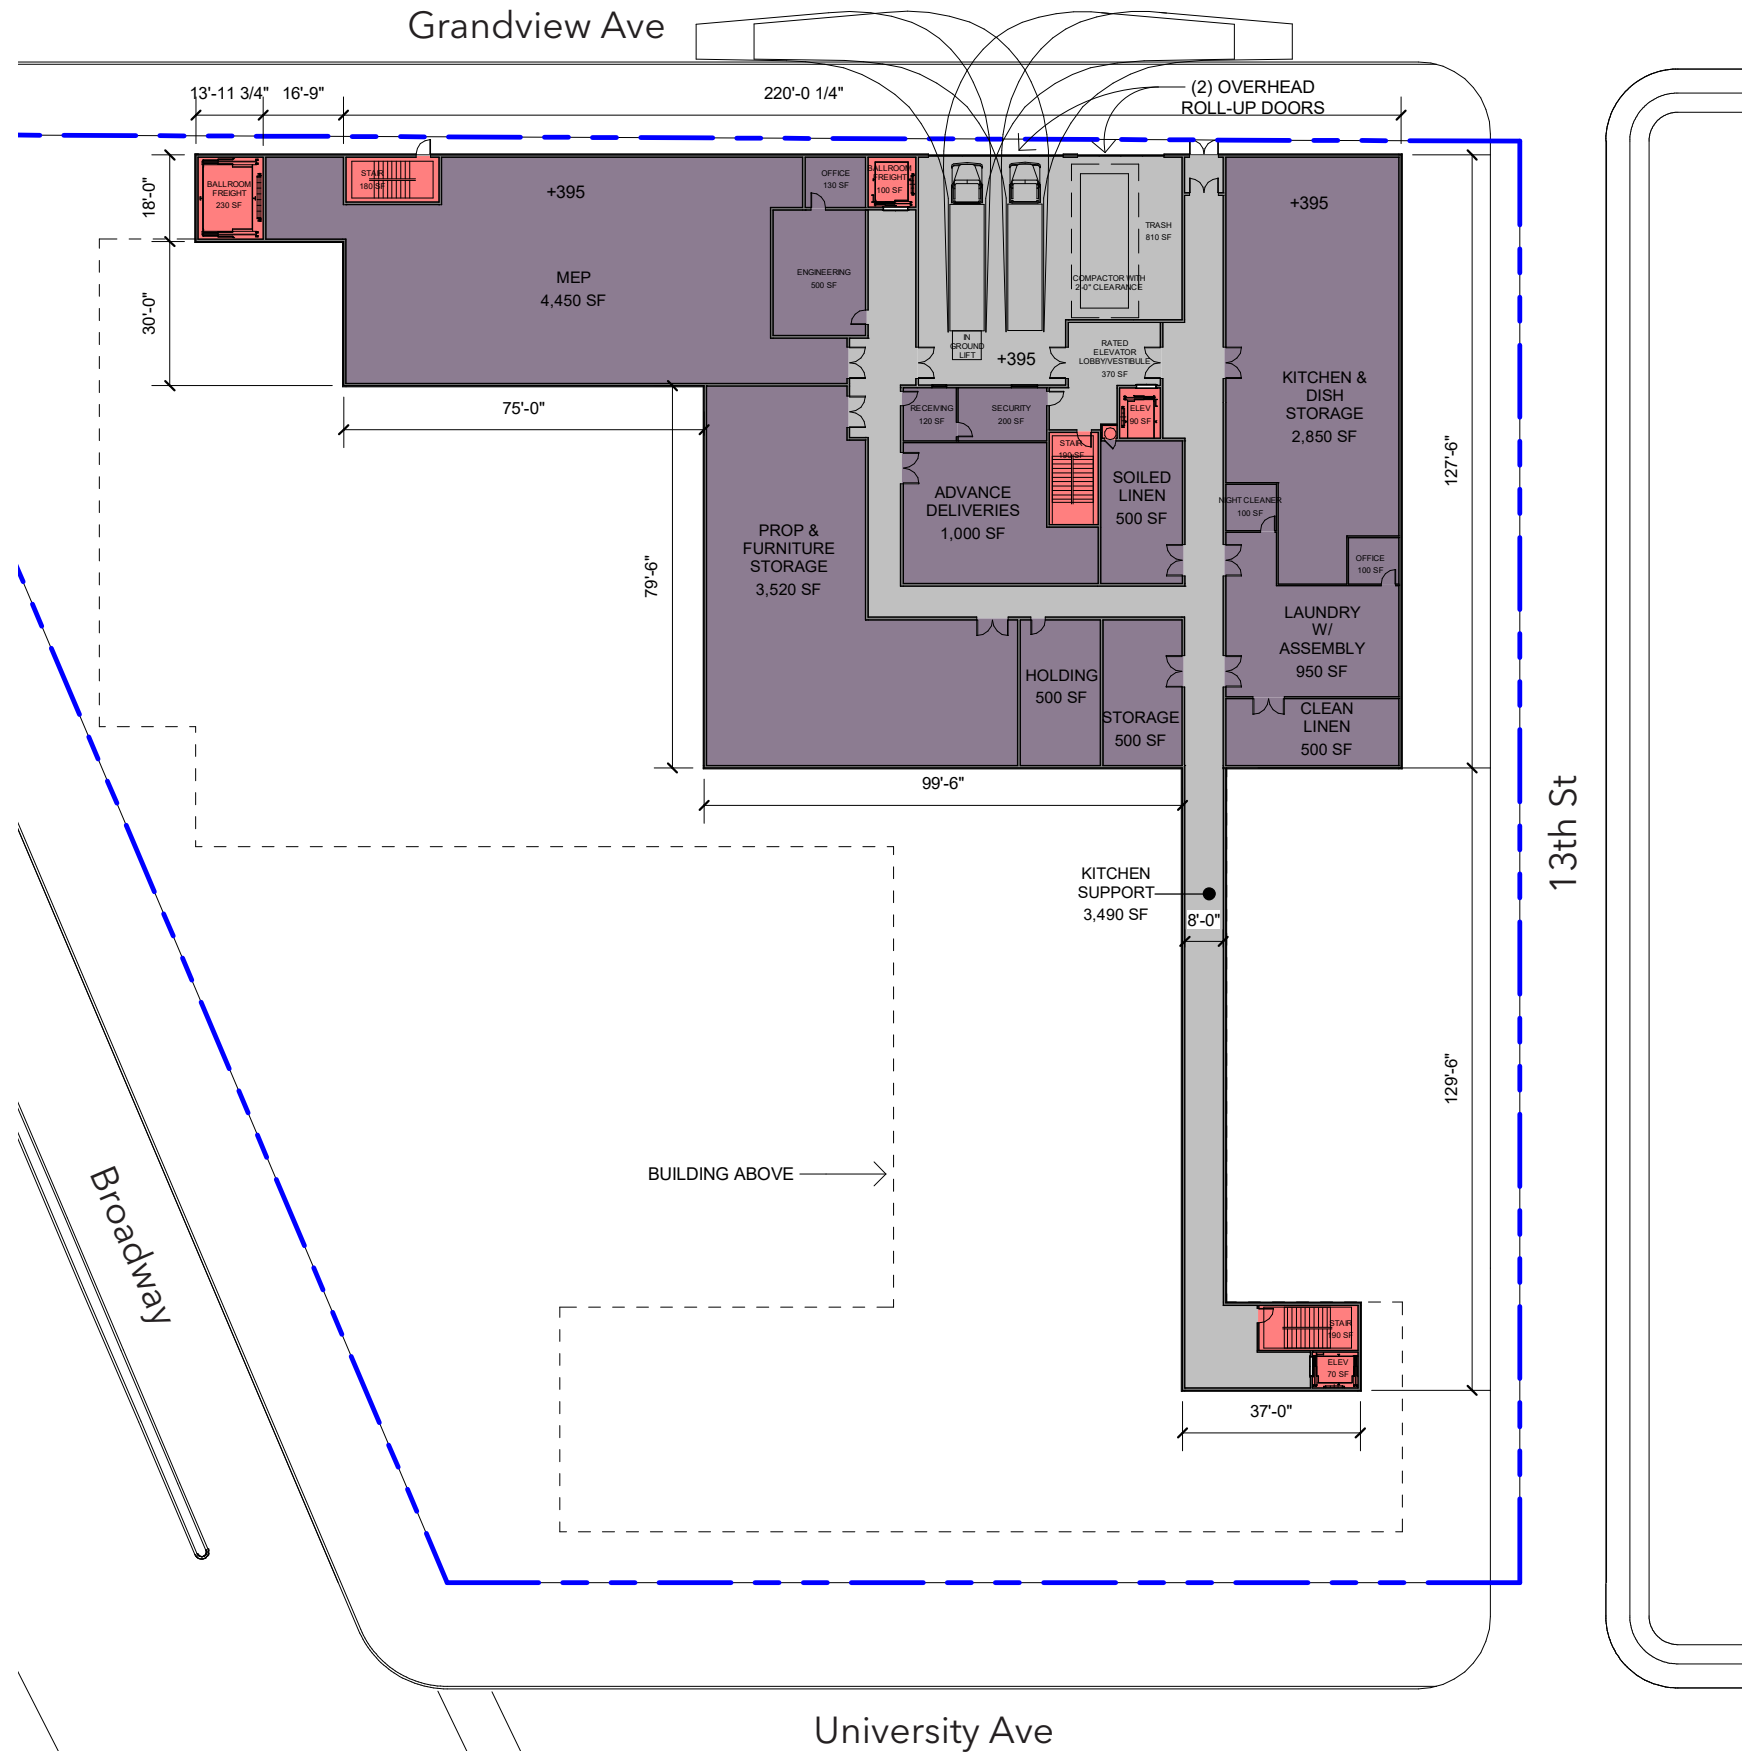 Grandview Ave
13'-11 3/4"
16'-9"
220'-0 1/4"
(2) OVERHEAD
ROLL-UP DOORS
18'-0"
30'-0"
BALLROOM
FREIGHT
230 SF
STAIR
180 SF
+395
OFFICE
130 SF
BALLROOM
FREIGHT
100 SF
MEP
4,450 SF
ENGINEERING
500 SF
TRASH
810 SF
COMPACTOR WITH
2'-0" CLEARANCE
+395
IN
GROUND
LIFT
+395
RATED
ELEVATOR
LOBBY/VESTIBULE
370 SF
KITCHEN &
DISH
STORAGE
2,850 SF
75'-0"
RECEIVING
120 SF
SECURITY
200 SF
ELEV
90 SF
STAIR
190 SF
127'-6"
ADVANCE
DELIVERIES
1,000 SF
SOILED
LINEN
500 SF
NIGHT CLEANER
100 SF
PROP &
FURNITURE
STORAGE
3,520 SF
79'-6"
OFFICE
100 SF
LAUNDRY
W/
ASSEMBLY
950 SF
HOLDING
500 SF
STORAGE
500 SF
CLEAN
LINEN
500 SF
99'-6"
13th St
KITCHEN
SUPPORT
3,490 SF
8'-0"
129'-6"
BUILDING ABOVE
Broadway
STAIR
190 SF
ELEV
70 SF
37'-0"
University Ave